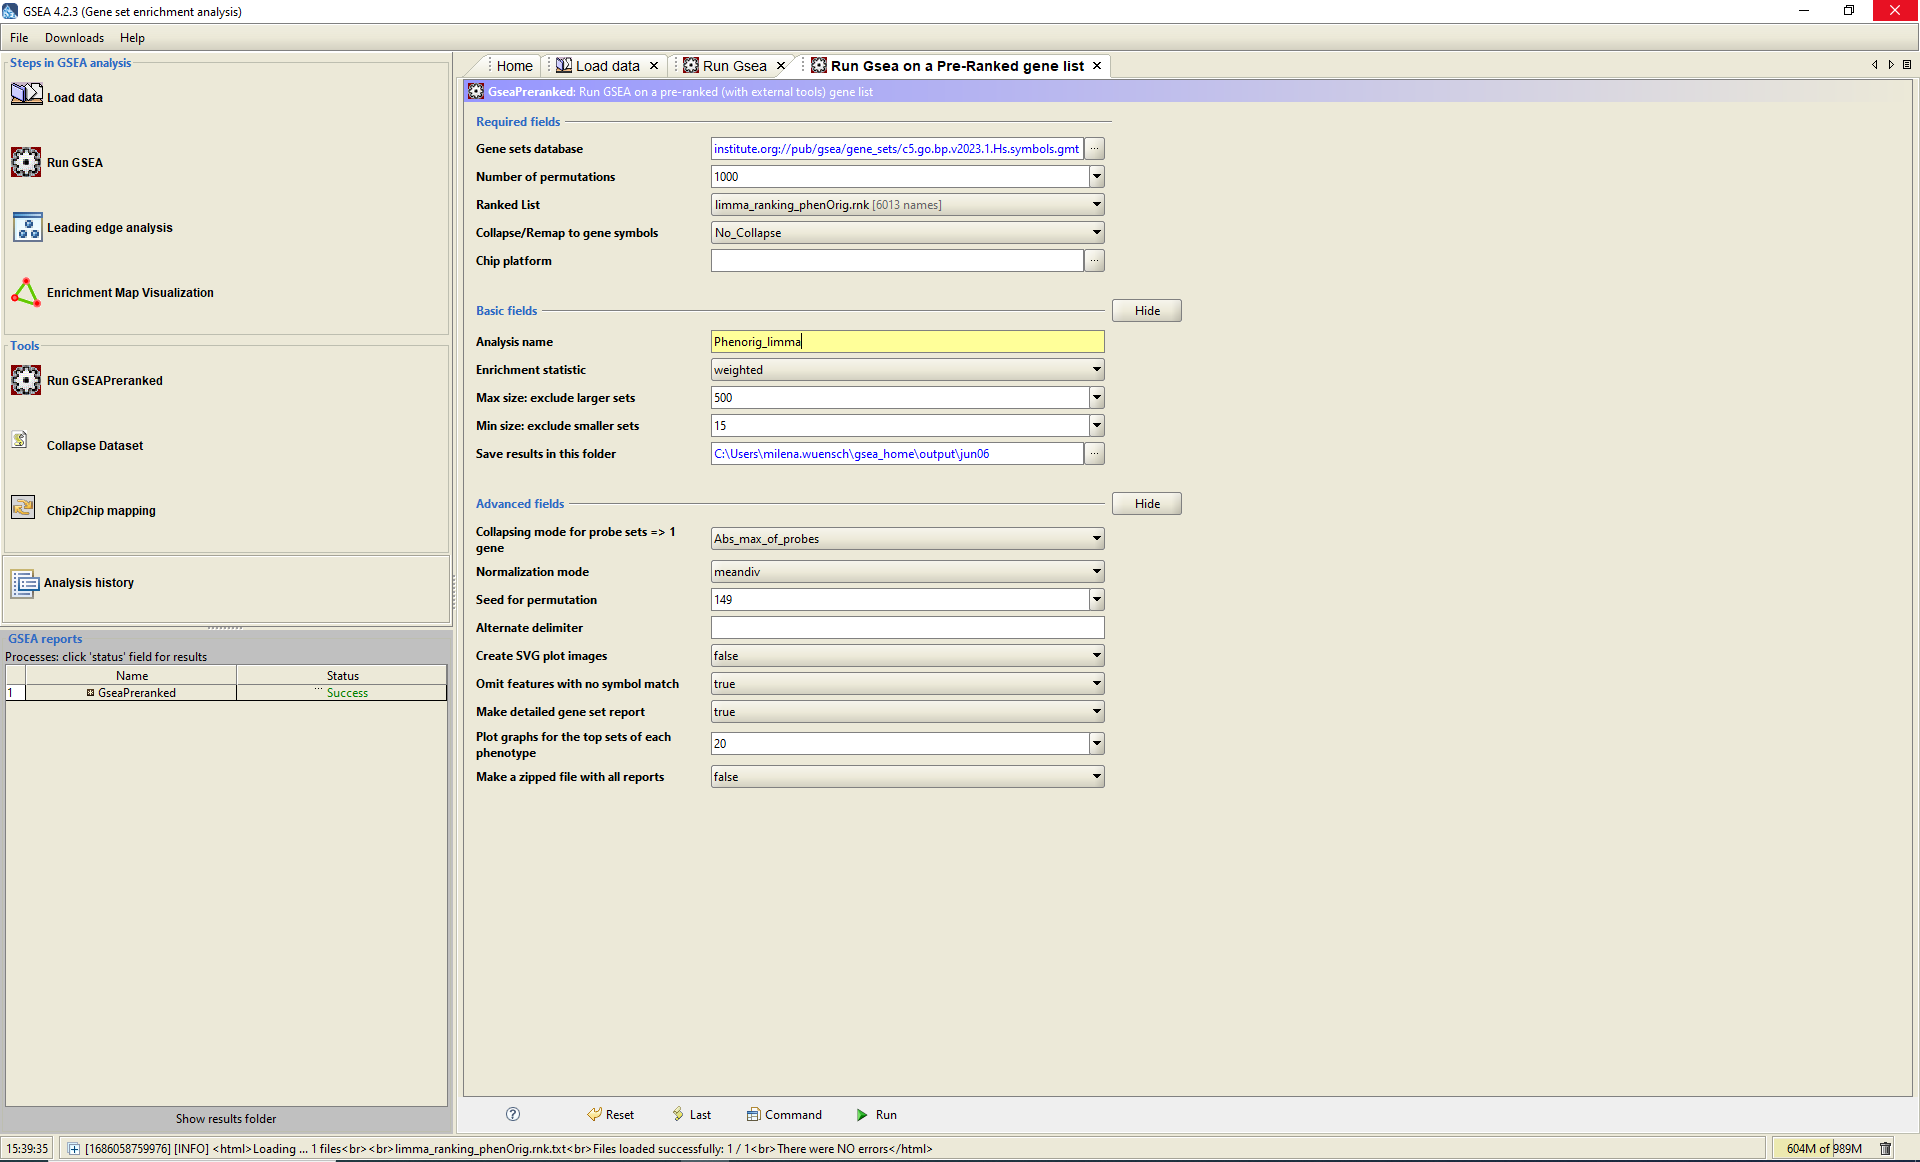 GSEA 4.2.3 (Gene set enrichment analysis)
File Downloads Help
Steps in GSEA analysis
Load data
Run GSEA
Leading edge analysis
Enrichment Map Visualization
Tools
Run GSEAPreranked
Collapse Dataset
Chip2Chip mapping
Analysis history
GSEA reports
Processes: click 'status' field for results
Name Status
1 GseaPreranked ... Success
Show results folder
Home Load data Run Gsea Run Gsea on a Pre-Ranked gene list
GseaPreranked: Run GSEA on a pre-ranked (with external tools) gene list
Required fields
Gene sets database institute.org://pub/gsea/gene_sets/c5.go.bp.v2023.1.Hs.symbols.gmt ...
Number of permutations 1000
Ranked List limma_ranking_phenOrig.rnk [6013 names]
Collapse/Remap to gene symbols No_Collapse
Chip platform ...
Basic fields Hide
Analysis name Phenorig_limma
Enrichment statistic weighted
Max size: exclude larger sets 500
Min size: exclude smaller sets 15
Save results in this folder C:\Users\milena.wuensch\gsea_home\output\jun06 ...
Advanced fields Hide
Collapsing mode for probe sets => 1
gene Abs_max_of_probes
Normalization mode meandiv
Seed for permutation 149
Alternate delimiter
Create SVG plot images false
Omit features with no symbol match true
Make detailed gene set report true
Plot graphs for the top sets of each
phenotype 20
Make a zipped file with all reports false
? Reset Last Command Run
15:39:35 [1686058759976] [INFO] <html>Loading ... 1 files<br><br>limma_ranking_phenOrig.rnk.txt<br>Files loaded successfully: 1 / 1<br>There were NO errors</html> 604M of 989M